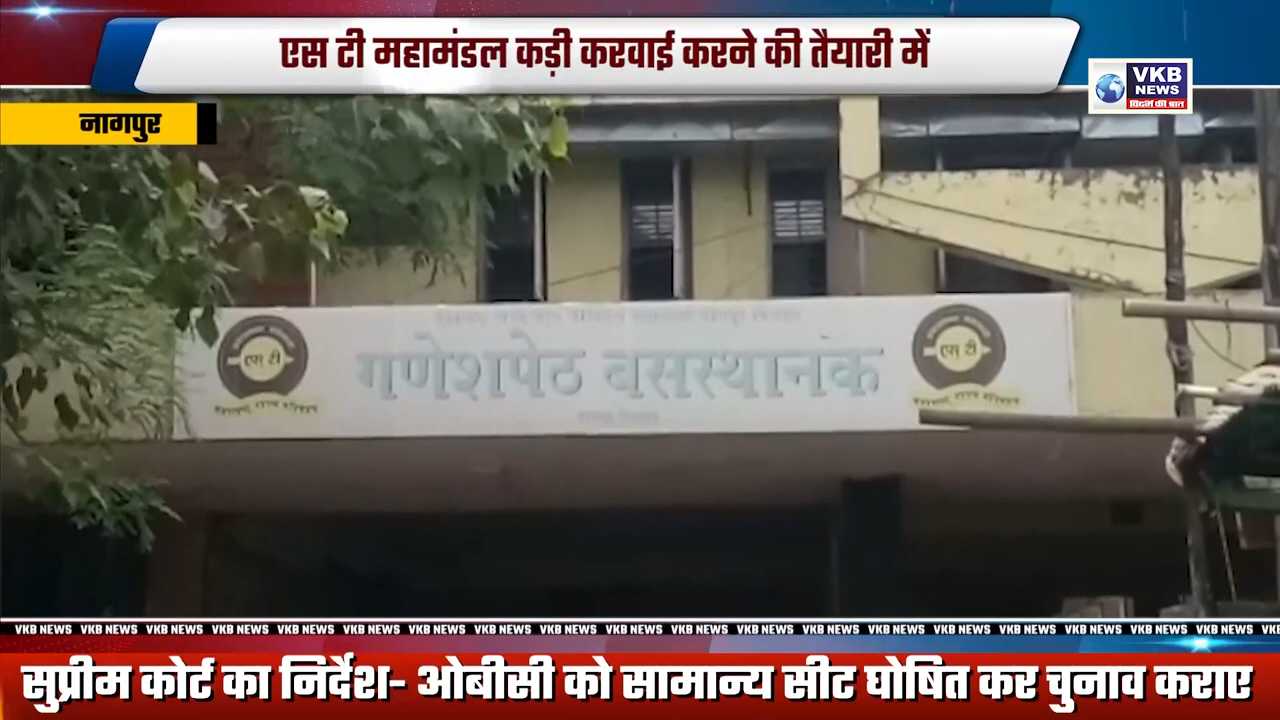 एस टी महामंडल कड़ी करवाई करने की तैयारी में
VKB
NEWS
विदर्भ की बात
नागपुर
गणेशपेठ बसस्थानक
एस टी
एस टी
VKB NEWS VKB NEWS VKB NEWS VKB NEWS VKB NEWS VKB NEWS VKB NEWS VKB NEWS VKB NEWS VKB NEWS VKB NEWS VKB NEWS VKB NEWS VKB NEWS VKB NEWS VKB NEWS VKB NEWS VKB NEWS VKB NEWS
सुप्रीम कोर्ट का निर्देश- ओबीसी को सामान्य सीट घोषित कर चुनाव कराए